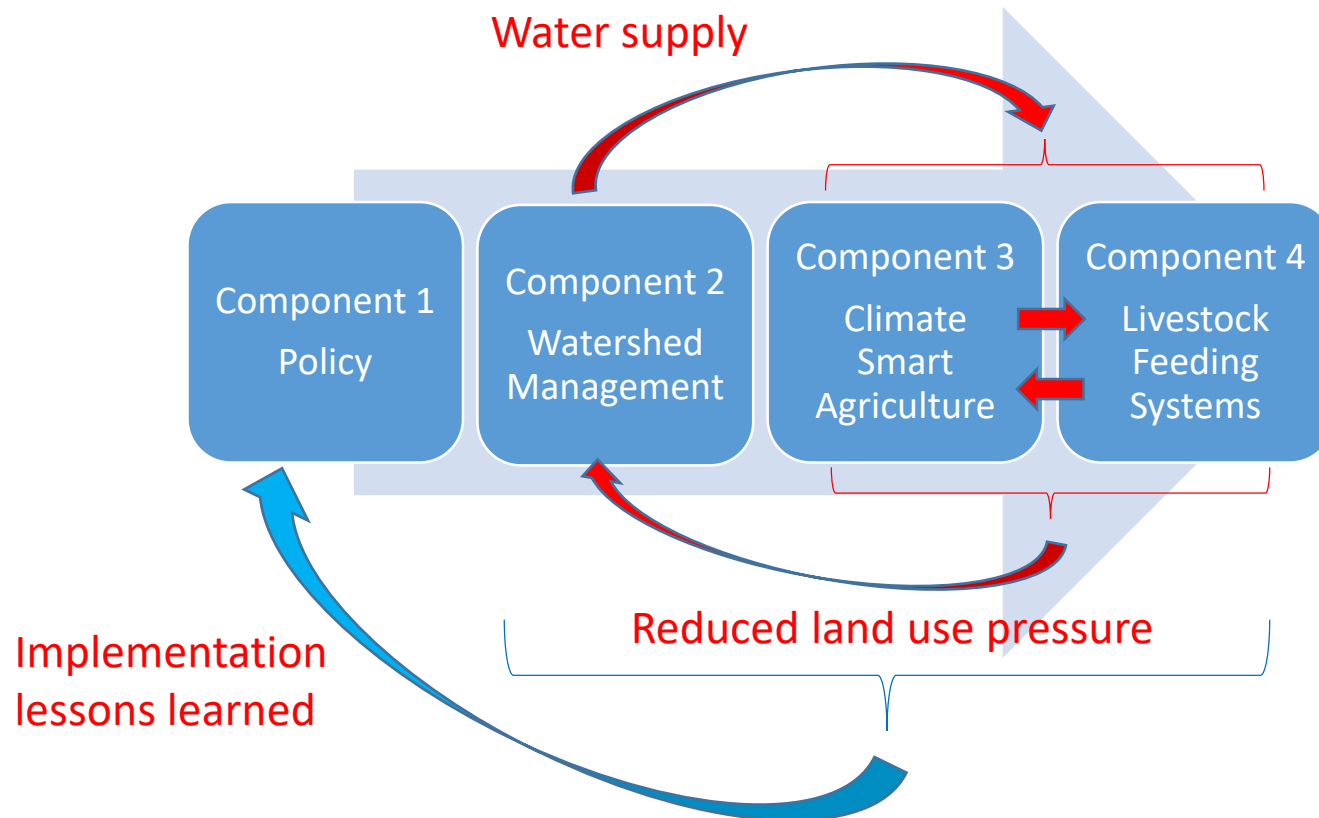 Water supply
Component 1
Policy
Component 2
Watershed
Management
Component 3
Climate
Smart
Agriculture
Component 4
Livestock
Feeding
Systems
Reduced land use pressure
Implementation
lessons learned